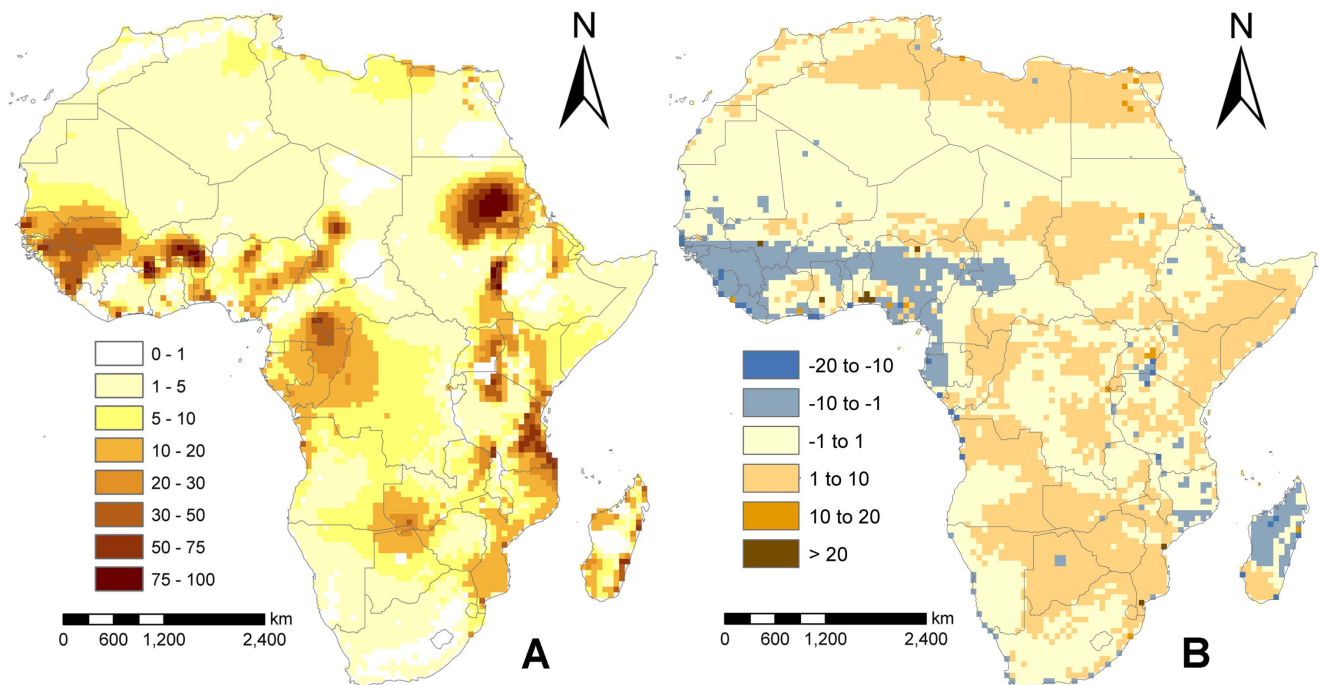 N
0 - 1
1 - 5
5 - 10
10 - 20
20 - 30
30 - 50
50 - 75
75 - 100
km
0 600 1,200 2,400
A
N
-20 to -10
-10 to -1
-1 to 1
1 to 10
10 to 20
> 20
km
0 600 1,200 2,400
B